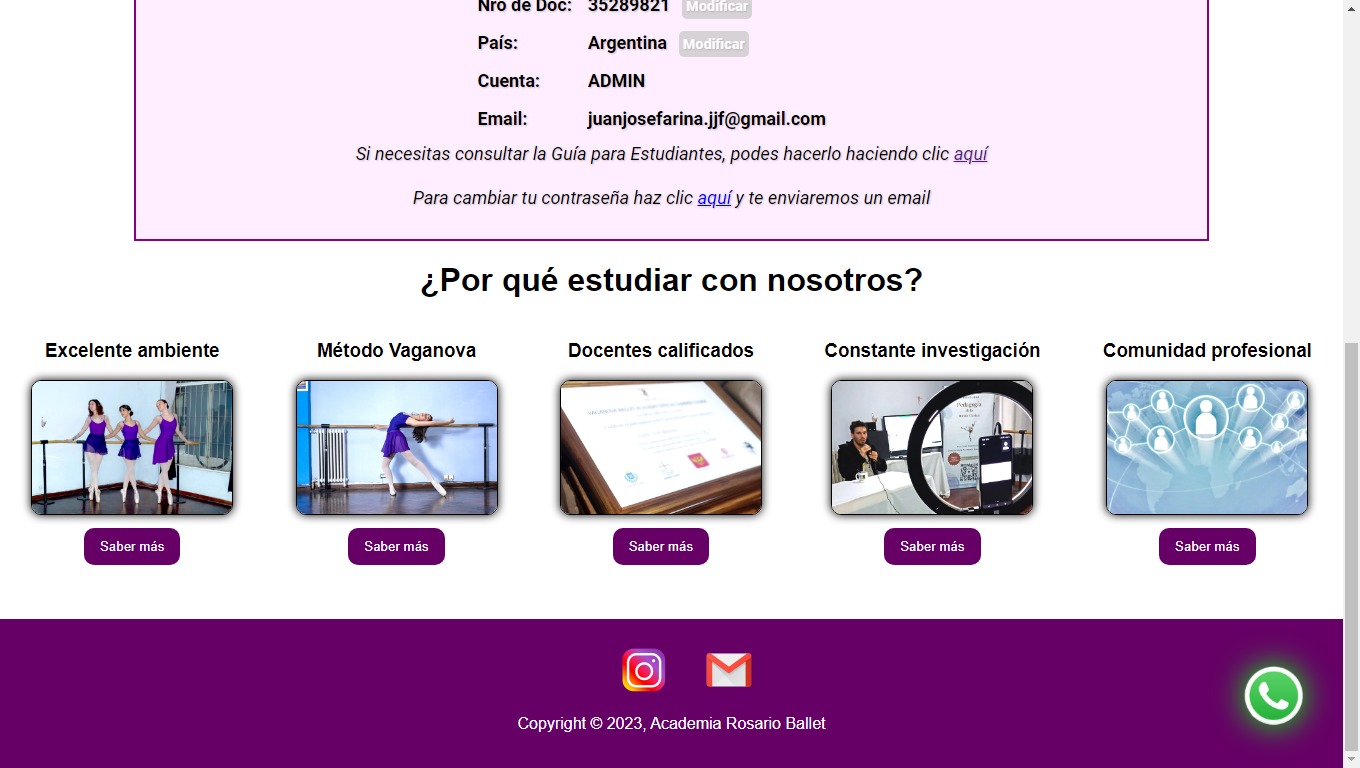 Nro de Doc: 35289821 Modificar
País: Argentina Modificar
Cuenta: ADMIN
Email: juanjosefarina.jjf@gmail.com
Si necesitas consultar la Guía para Estudiantes, podes hacerlo haciendo clic aquí
Para cambiar tu contraseña haz clic aquí y te enviaremos un email
¿Por qué estudiar con nosotros?
Excelente ambiente
Método Vaganova
Docentes calificados
Constante investigación
Comunidad profesional
Pedagogía
Saber más
Saber más
Saber más
Saber más
Saber más
Copyright © 2023, Academia Rosario Ballet